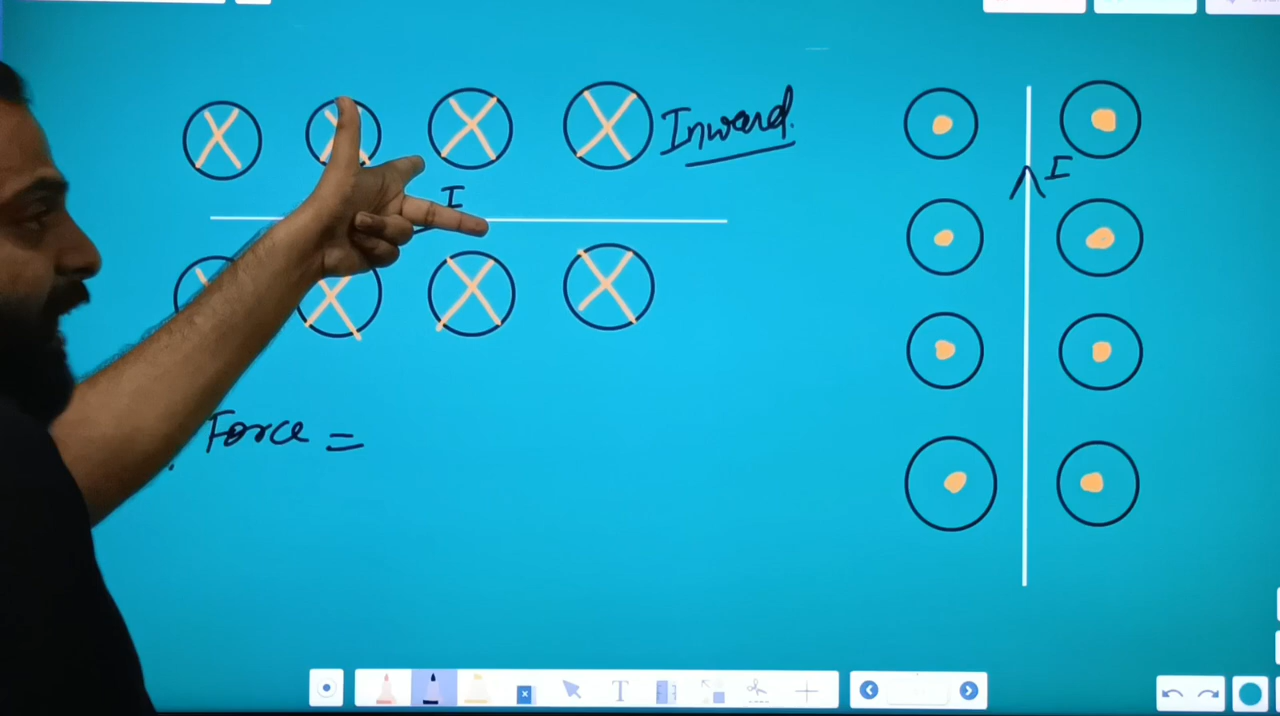 Inward.
I
I
Force =
T